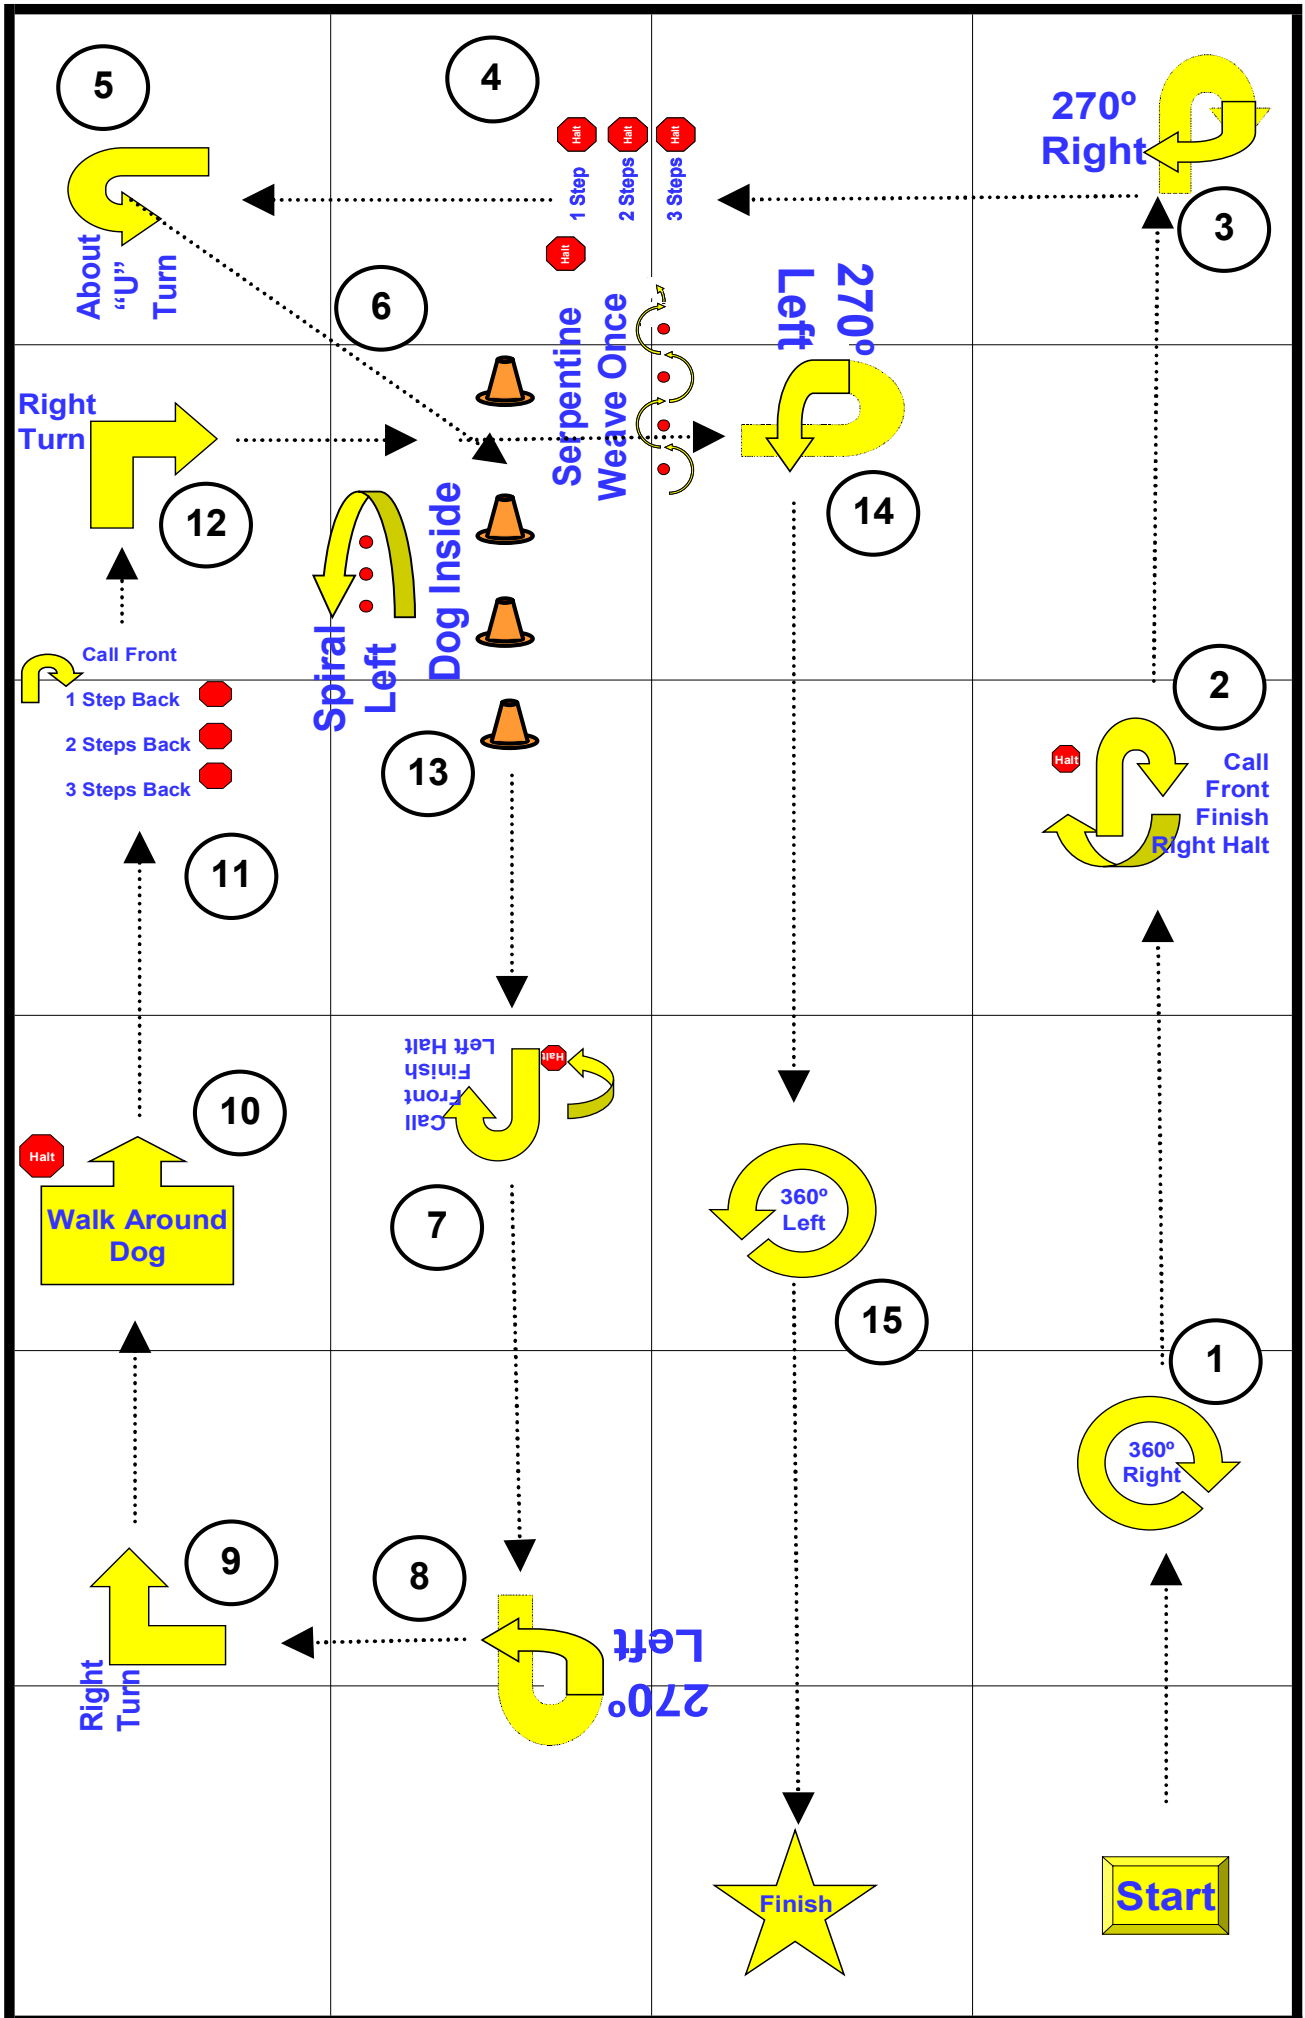 5
4
270º
Right
3
Halt
Halt
Halt
1 Step
2 Steps
3 Steps
Halt
About
“U”
Turn
6
Serpentine
Weave Once
270º
Left
Right
Turn
12
14
Spiral
Left
Dog Inside
Call Front
1 Step Back
2 Steps Back
3 Steps Back
2
Halt
Call
Front
Finish
Right Halt
13
11
Call
Front
Finish
Left Halt
Halt
10
Halt
Walk Around
Dog
7
360º
Left
15
1
360º
Right
9
8
Right
Turn
270º
Left
Finish
Start